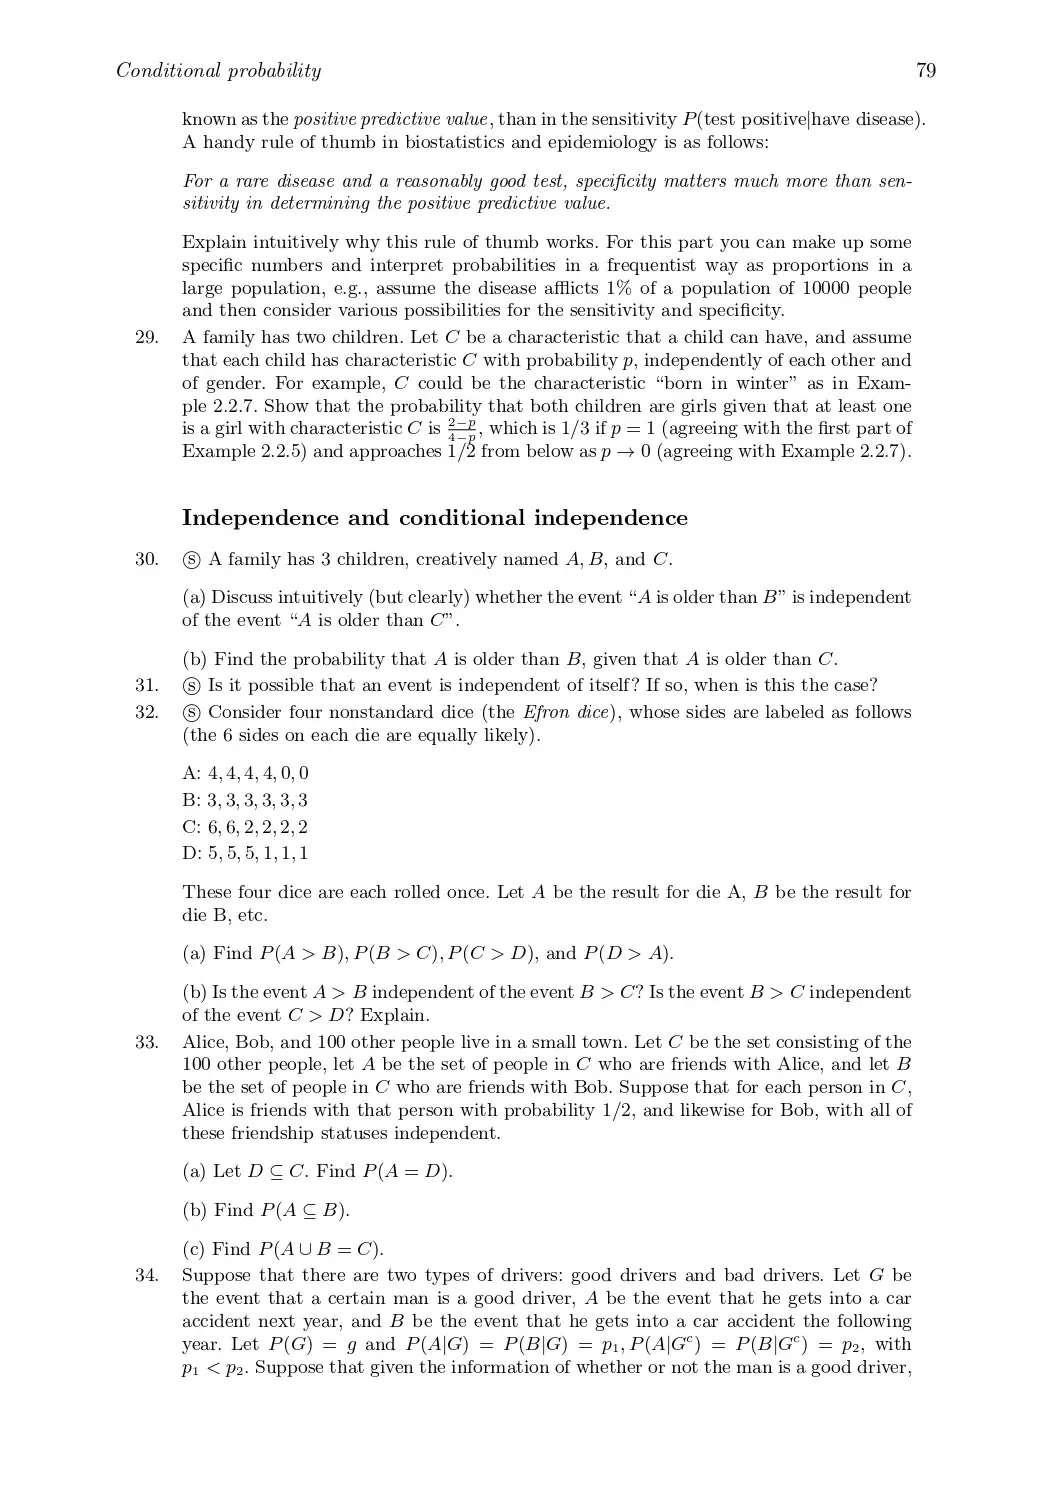 Conditional probability 79
known as the positive predictive value, than in the sensitivity P(test positive|have disease).
A handy rule of thumb in biostatistics and epidemiology is as follows:
For a rare disease and a reasonably good test, specificity matters much more than sen-
sitivity in determining the positive predictive value.
Explain intuitively why this rule of thumb works. For this part you can make up some
specific numbers and interpret probabilities in a frequentist way as proportions in a
large population, e.g., assume the disease afflicts 1% of a population of 10000 people
and then consider various possibilities for the sensitivity and specificity.
29. A family has two children. Let C be a characteristic that a child can have, and assume
that each child has characteristic C with probability p, independently of each other and
of gender. For example, C could be the characteristic “born in winter” as in Exam-
ple 2.2.7. Show that the probability that both children are girls given that at least one
is a girl with characteristic C is \frac{2−p}{4−p}, which is 1/3 if p = 1 (agreeing with the first part of
Example 2.2.5) and approaches 1/2 from below as p → 0 (agreeing with Example 2.2.7).
Independence and conditional independence
30. Ⓢ A family has 3 children, creatively named A, B, and C.
(a) Discuss intuitively (but clearly) whether the event “A is older than B” is independent
of the event “A is older than C”.
(b) Find the probability that A is older than B, given that A is older than C.
31. Ⓢ Is it possible that an event is independent of itself? If so, when is this the case?
32. Ⓢ Consider four nonstandard dice (the Efron dice), whose sides are labeled as follows
(the 6 sides on each die are equally likely).
A: 4, 4, 4, 4, 0, 0
B: 3, 3, 3, 3, 3, 3
C: 6, 6, 2, 2, 2, 2
D: 5, 5, 5, 1, 1, 1
These four dice are each rolled once. Let A be the result for die A, B be the result for
die B, etc.
(a) Find P(A > B), P(B > C), P(C > D), and P(D > A).
(b) Is the event A > B independent of the event B > C? Is the event B > C independent
of the event C > D? Explain.
33. Alice, Bob, and 100 other people live in a small town. Let C be the set consisting of the
100 other people, let A be the set of people in C who are friends with Alice, and let B
be the set of people in C who are friends with Bob. Suppose that for each person in C,
Alice is friends with that person with probability 1/2, and likewise for Bob, with all of
these friendship statuses independent.
(a) Let D ⊆ C. Find P(A = D).
(b) Find P(A ⊆ B).
(c) Find P(A ∪ B = C).
34. Suppose that there are two types of drivers: good drivers and bad drivers. Let G be
the event that a certain man is a good driver, A be the event that he gets into a car
accident next year, and B be the event that he gets into a car accident the following
year. Let P(G) = g and P(A|G) = P(B|G) = p₁, P(A|Gᶜ) = P(B|Gᶜ) = p₂, with
p₁ < p₂. Suppose that given the information of whether or not the man is a good driver,